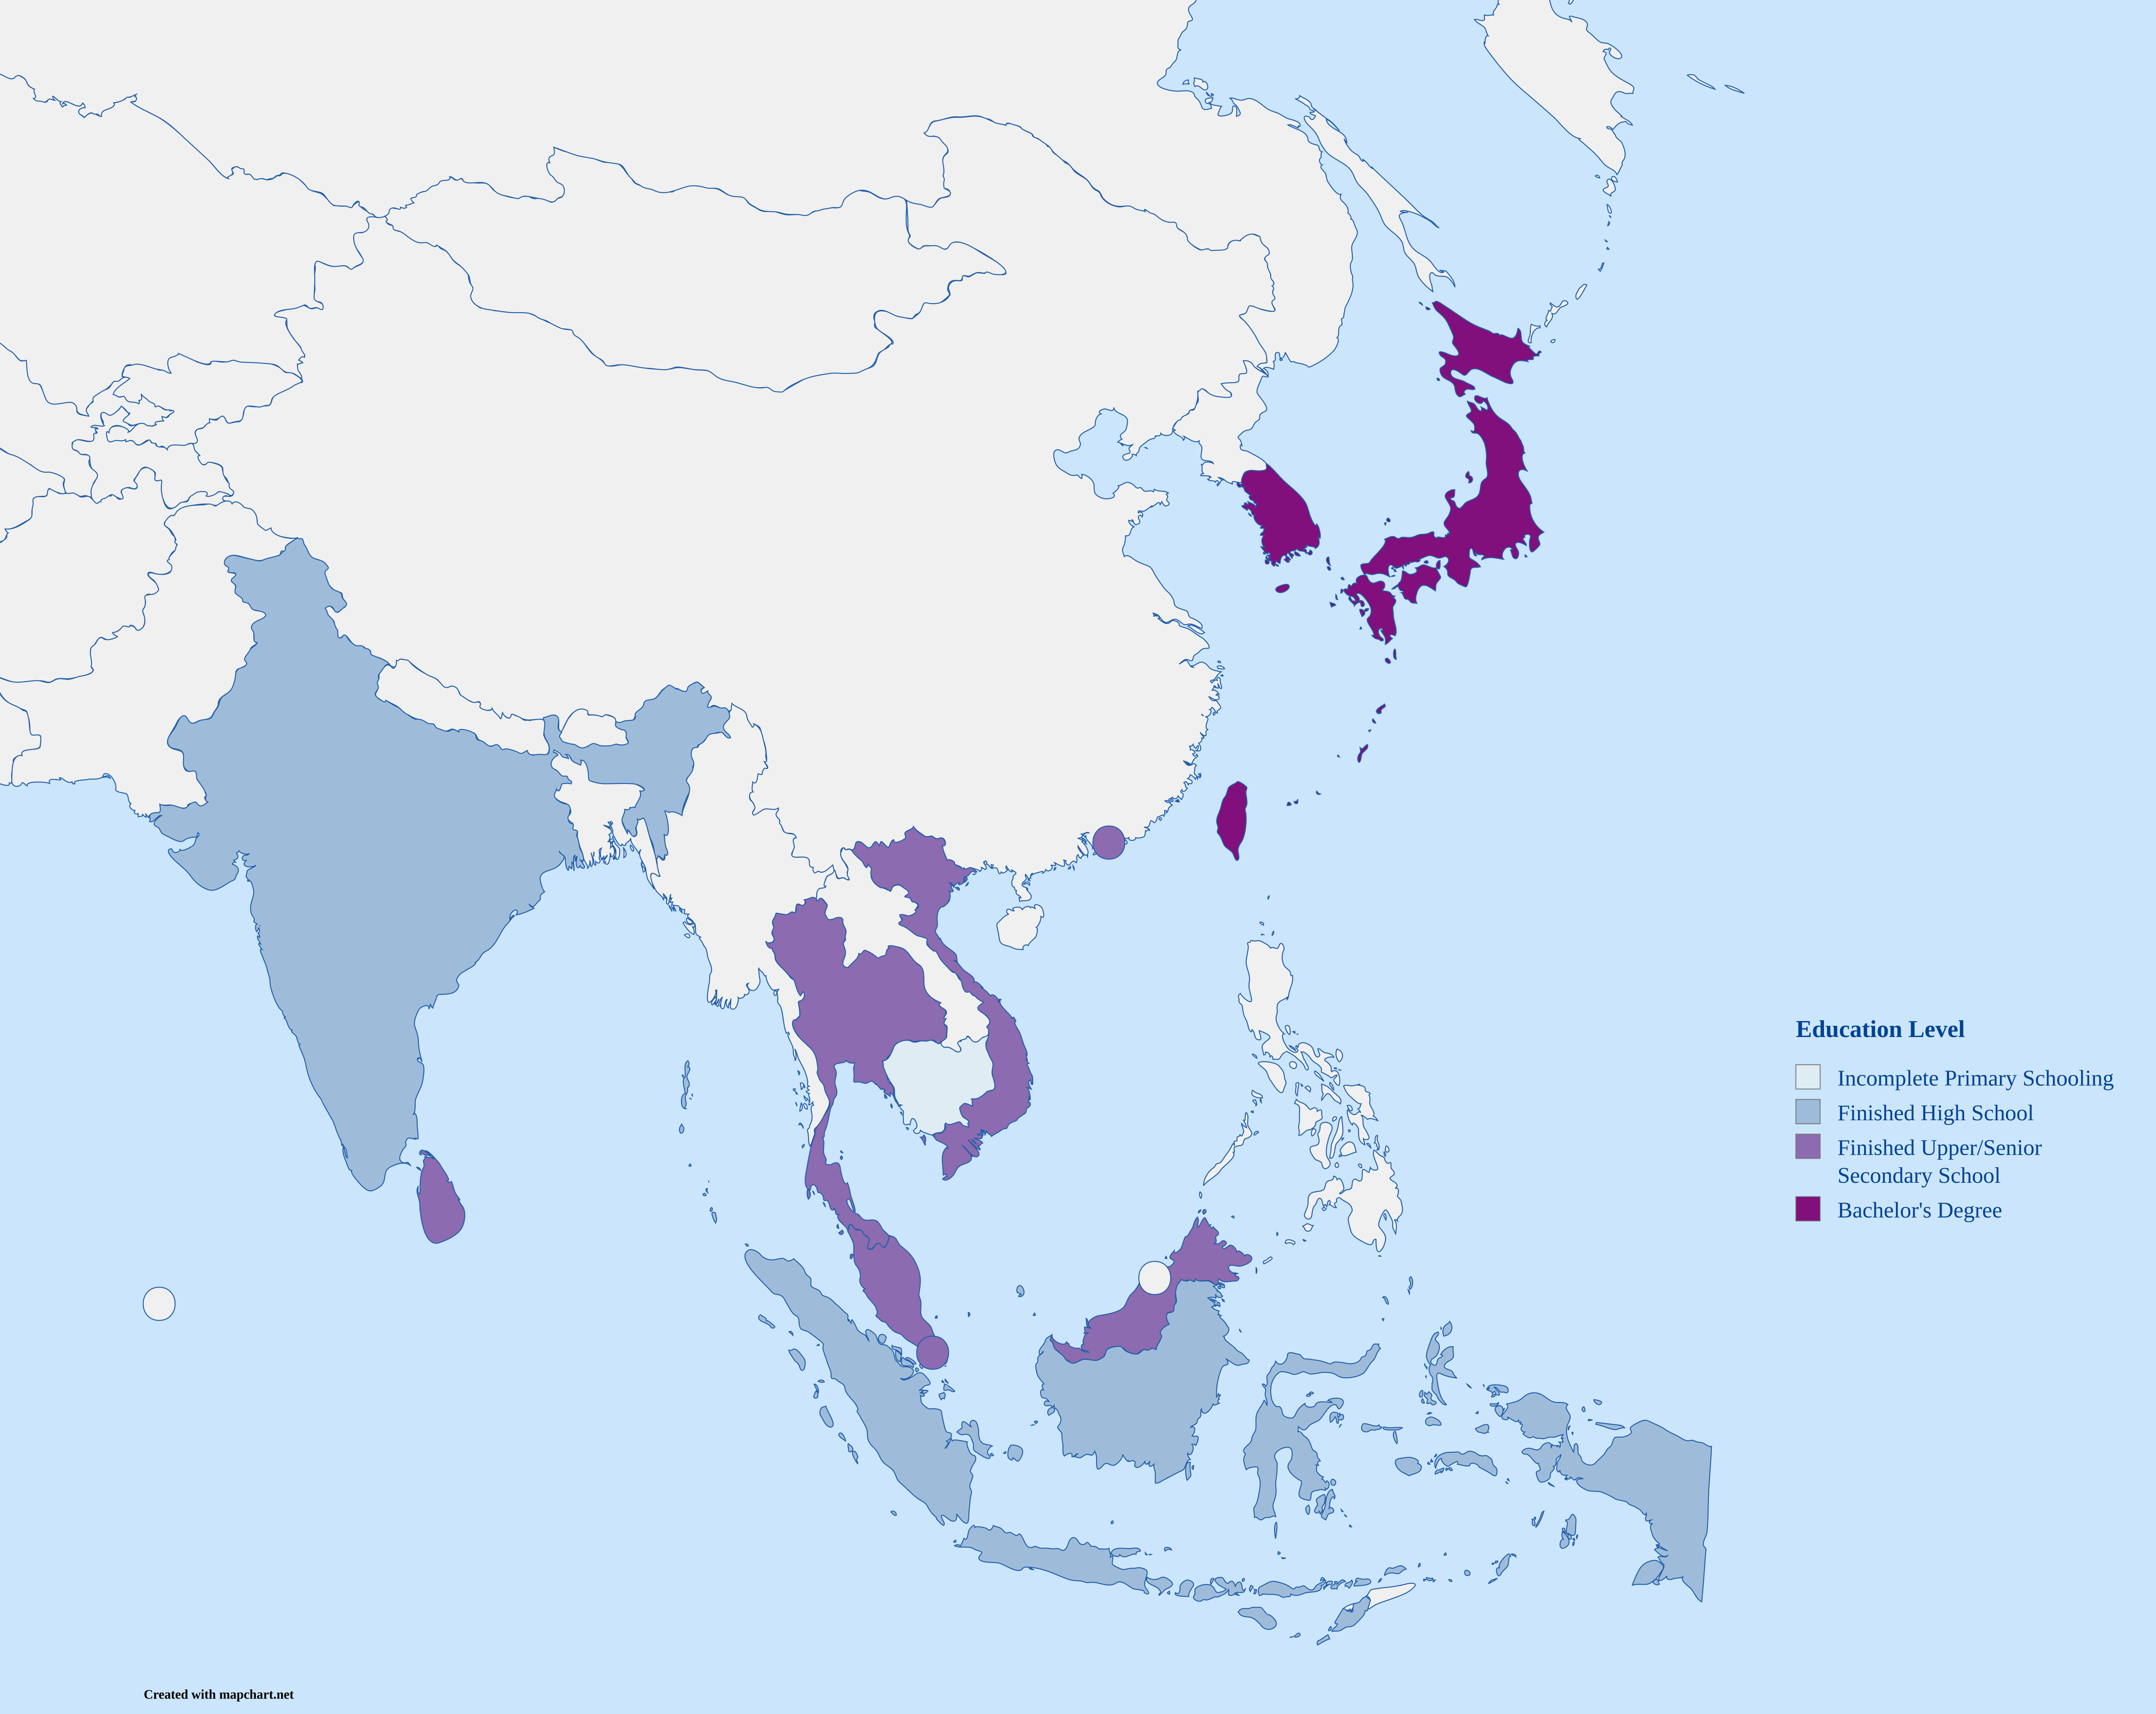 Education Level
Incomplete Primary Schooling
Finished High School
Finished Upper/Senior
Secondary School
Bachelor's Degree
Created with mapchart.net